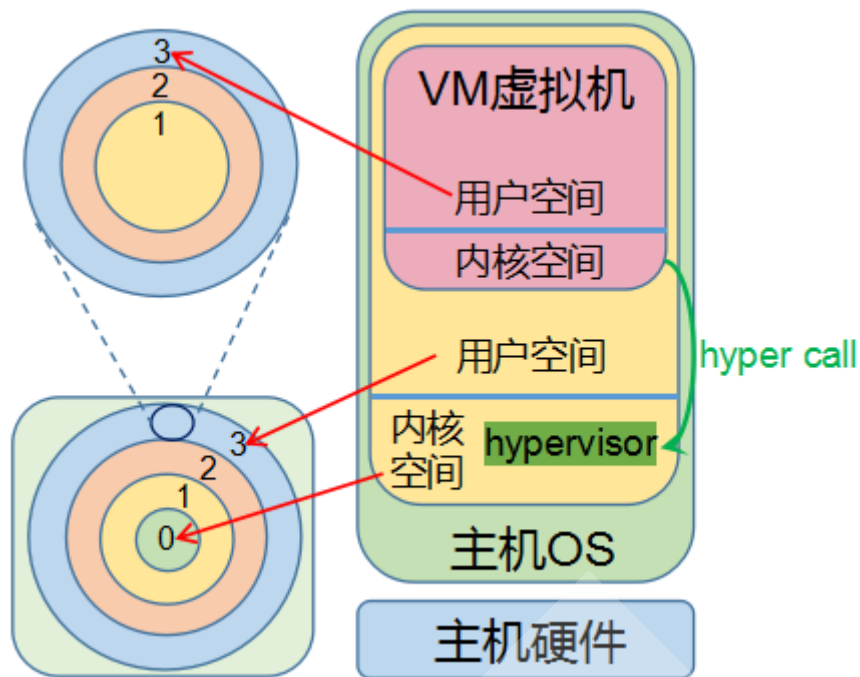 3
2
1
VM虚拟机
用户空间
内核空间
用户空间
hyper call
内核
空间
hypervisor
3
2
1
0
主机OS
主机硬件